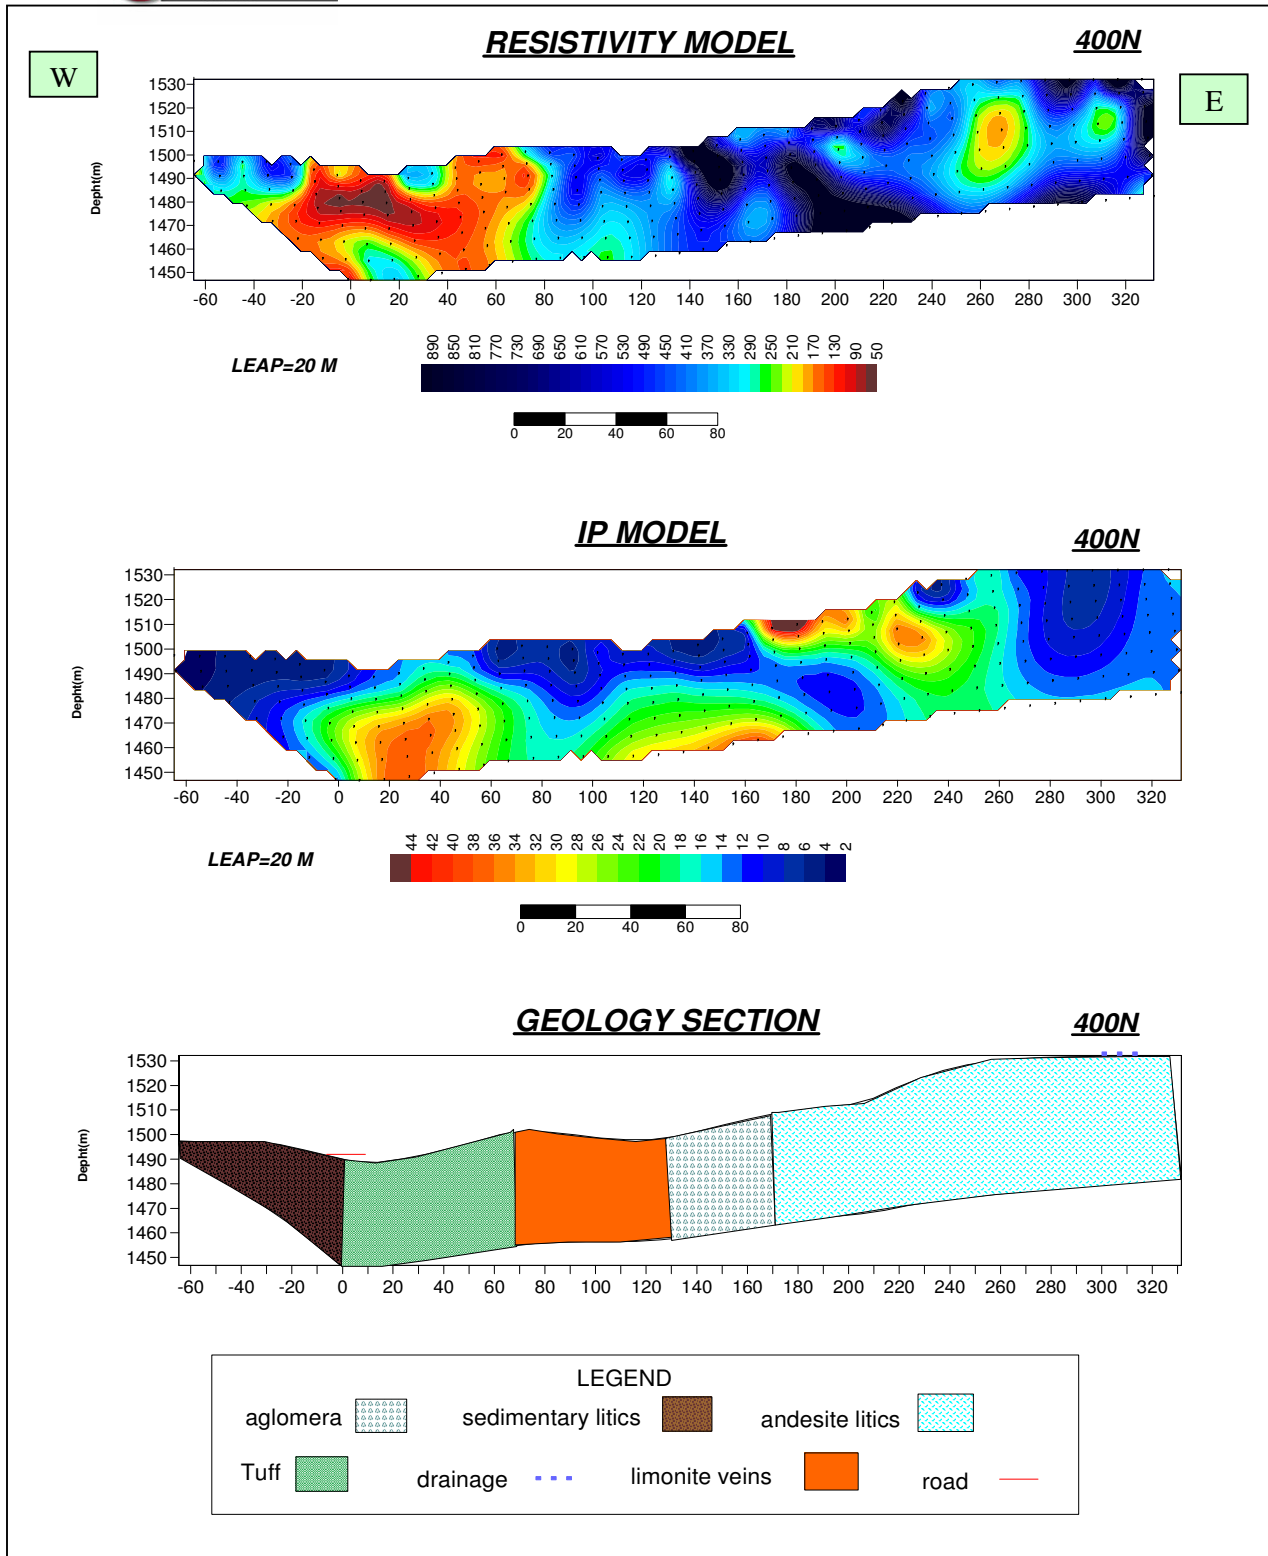 RESISTIVITY MODEL 400N
W
E
1530
1520
1510
1500
1490
1480
1470
1460
1450
Depht(m)
-60 -40 -20 0 20 40 60 80 100 120 140 160 180 200 220 240 260 280 300 320
890 850 810 770 730 690 650 610 570 530 490 450 410 370 330 290 250 210 170 130 90 50
LEAP=20 M
0 20 40 60 80
IP MODEL 400N
1530
1520
1510
1500
1490
1480
1470
1460
1450
Depht(m)
-60 -40 -20 0 20 40 60 80 100 120 140 160 180 200 220 240 260 280 300 320
44 42 40 38 36 34 32 30 28 26 24 22 20 18 16 14 12 10 8 6 4 2
LEAP=20 M
0 20 40 60 80
GEOLOGY SECTION 400N
1530
1520
1510
1500
1490
1480
1470
1460
1450
Depht(m)
-60 -40 -20 0 20 40 60 80 100 120 140 160 180 200 220 240 260 280 300 320
LEGEND
aglomera sedimentary litics andesite litics
Tuff drainage limonite veins road